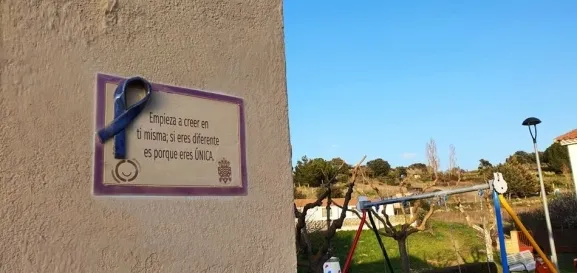 Empieza a creer en
ti misma; si eres diferente
es porque eres ÚNICA